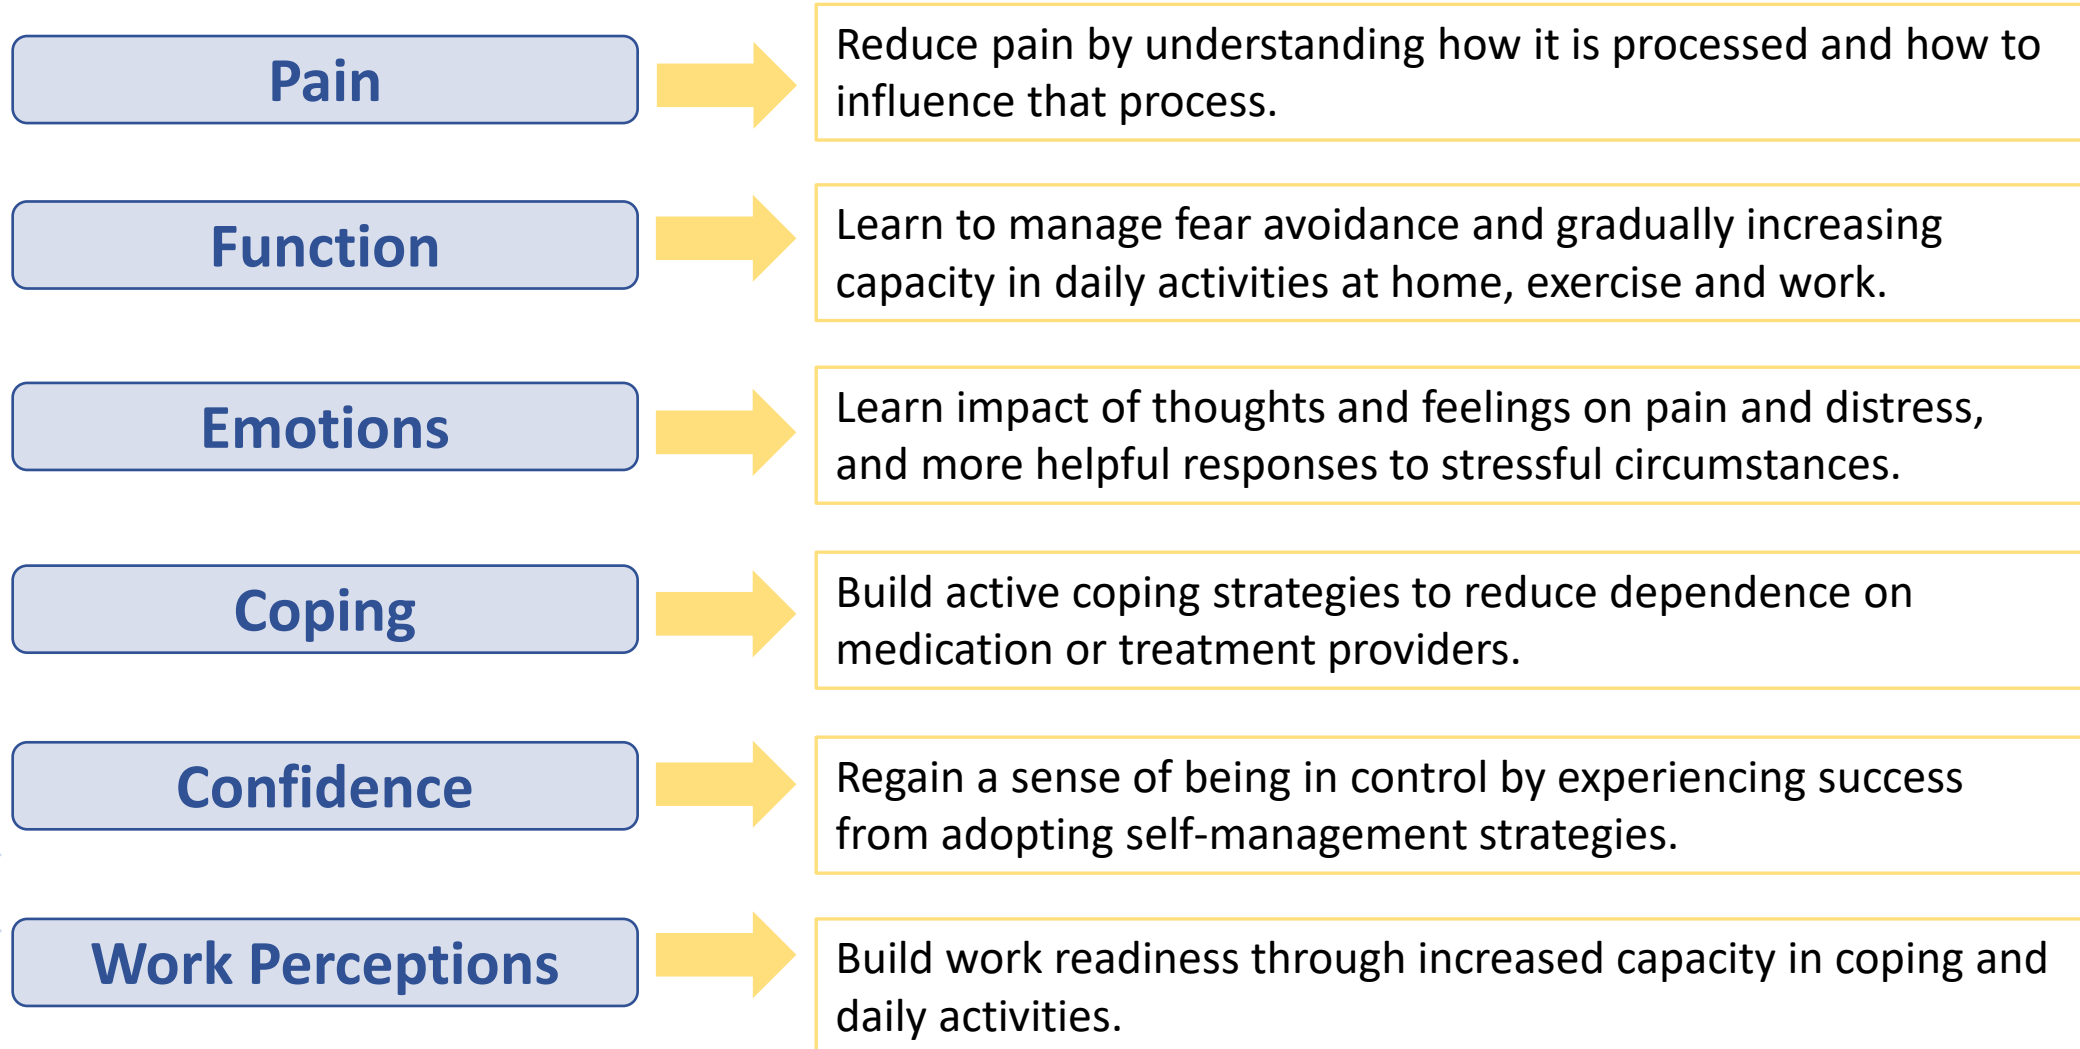 Pain
Reduce pain by understanding how it is processed and how to
influence that process.
Function
Learn to manage fear avoidance and gradually increasing
capacity in daily activities at home, exercise and work.
Emotions
Learn impact of thoughts and feelings on pain and distress,
and more helpful responses to stressful circumstances.
Coping
Build active coping strategies to reduce dependence on
medication or treatment providers.
Confidence
Regain a sense of being in control by experiencing success
from adopting self-management strategies.
Work Perceptions
Build work readiness through increased capacity in coping and
daily activities.